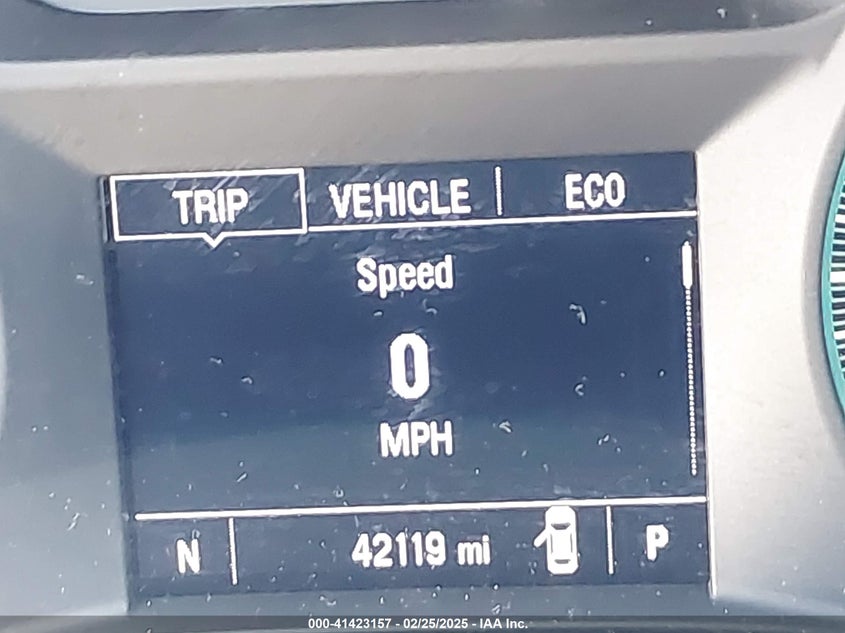 TRIP VEHICLE ECO
Speed
0
MPH
N 42119 mi P
000-41423157 - 02/25/2025 - IAA Inc.